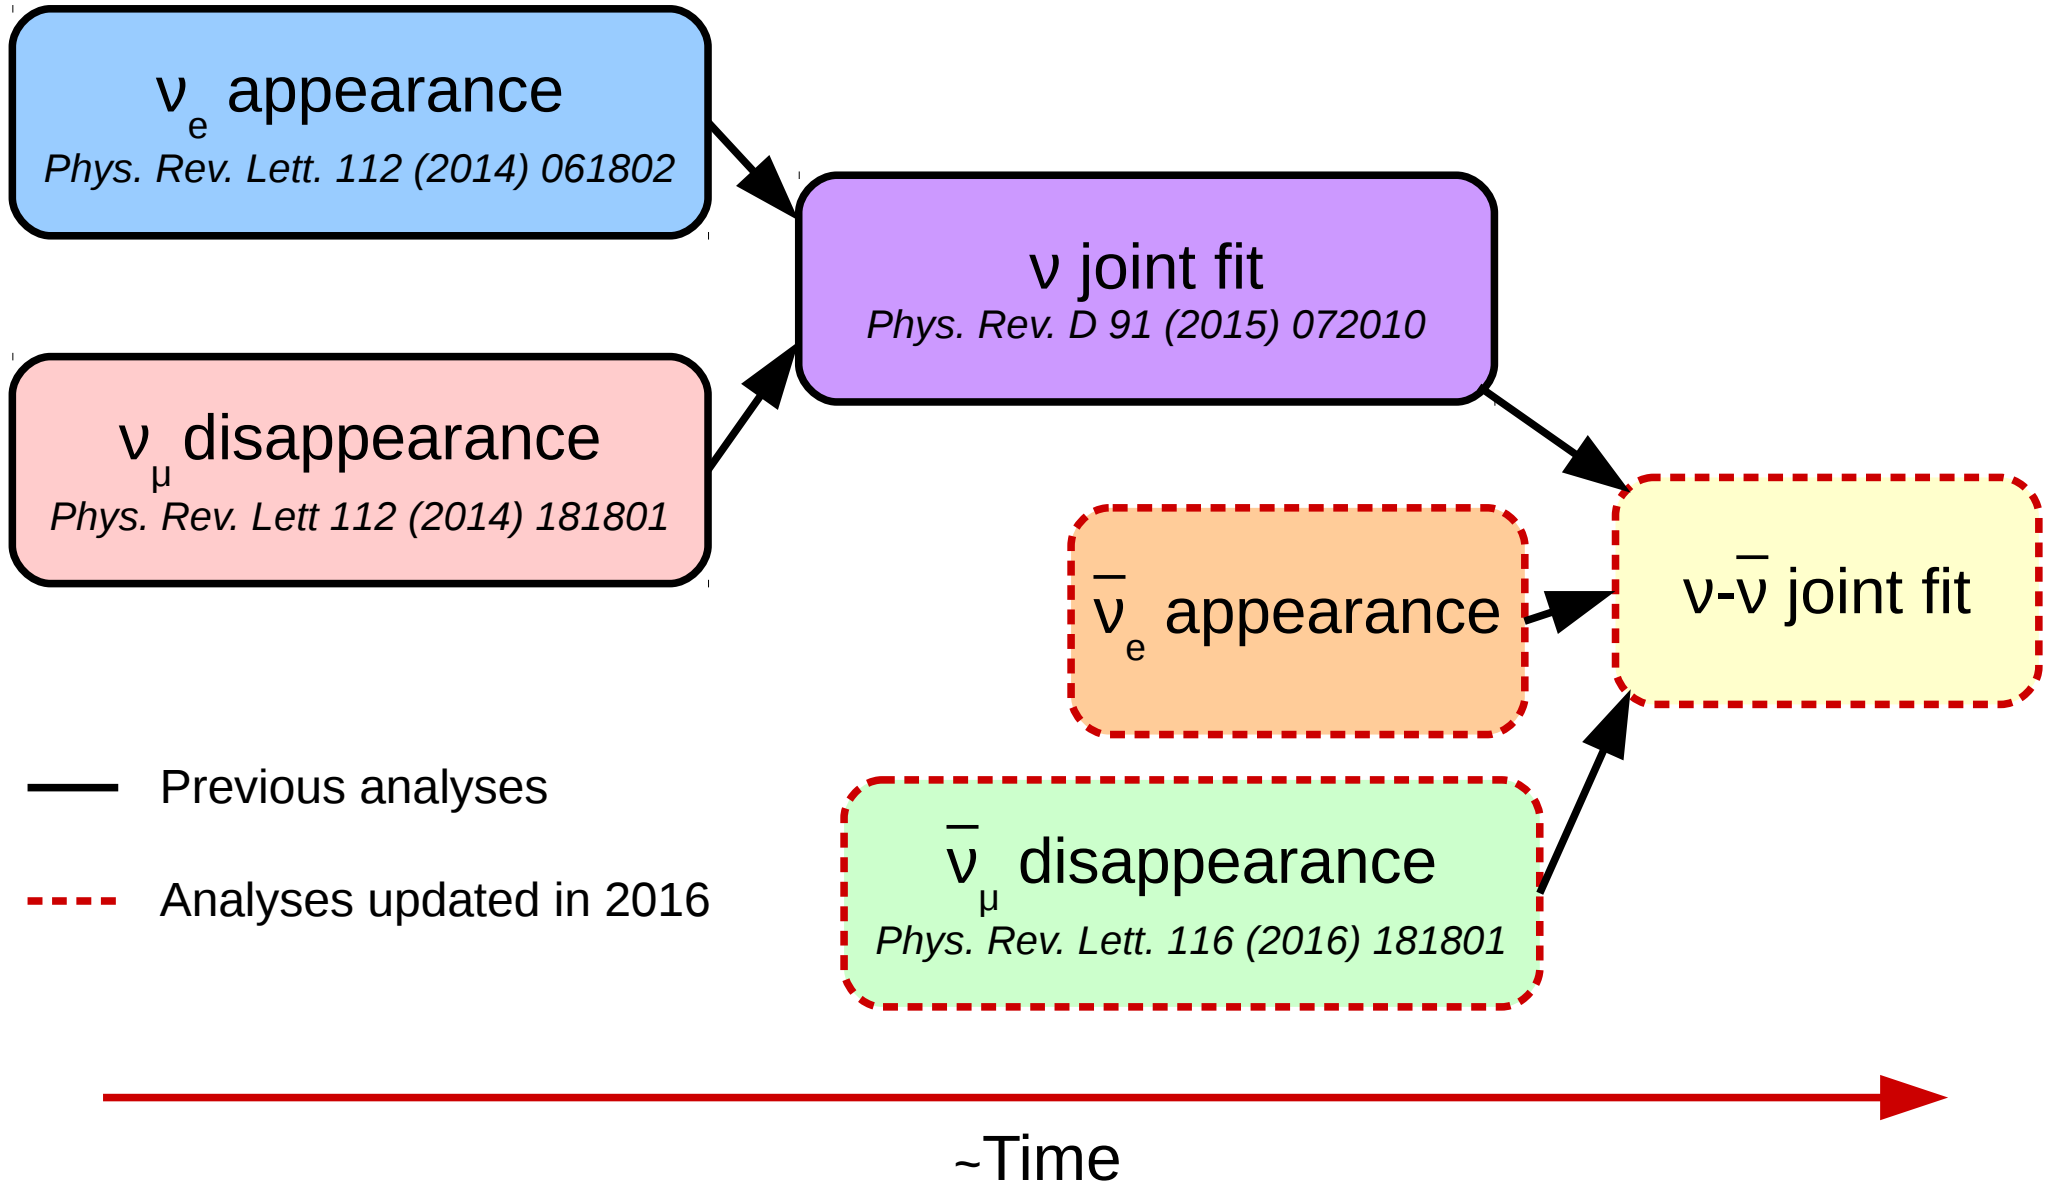 νe appearance
Phys. Rev. Lett. 112 (2014) 061802
νμ disappearance
Phys. Rev. Lett 112 (2014) 181801
ν joint fit
Phys. Rev. D 91 (2015) 072010
ν̅e appearance
ν-ν̅ joint fit
ν̅μ disappearance
Phys. Rev. Lett. 116 (2016) 181801
Previous analyses
Analyses updated in 2016
~Time